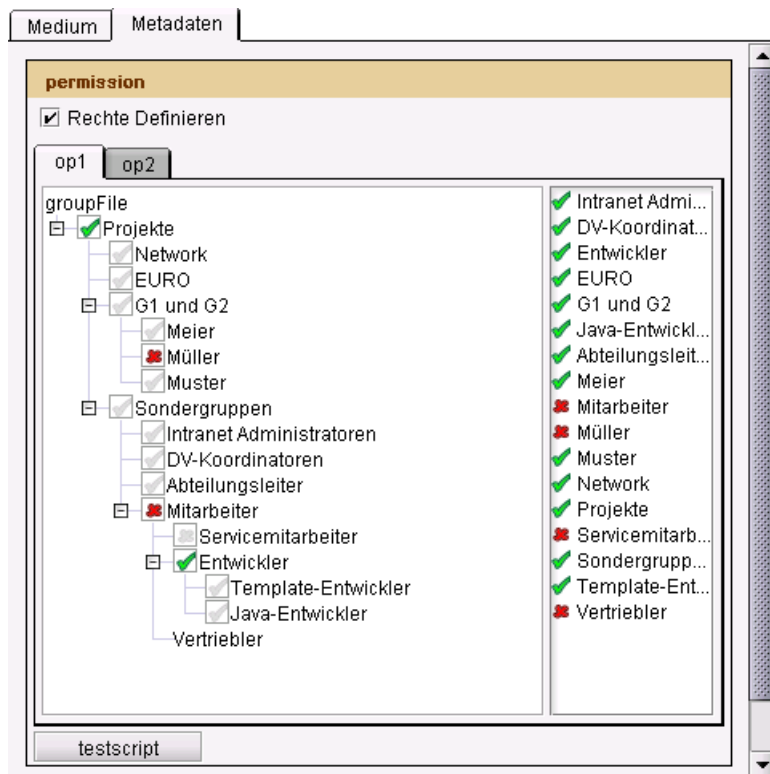 Medium Metadaten
permission
Rechte Definieren
op1 op2
groupFile
Projekte
Network
EURO
G1 und G2
Meier
Müller
Muster
Sondergruppen
Intranet Administratoren
DV-Koordinatoren
Abteilungsleiter
Mitarbeiter
Servicemitarbeiter
Entwickler
Template-Entwickler
Java-Entwickler
Vertriebler
Intranet Admi...
DV-Koordinat...
Entwickler
EURO
G1 und G2
Java-Entwickl...
Abteilungsleit...
Meier
Mitarbeiter
Müller
Muster
Network
Projekte
Servicemitarb...
Sondergrupp...
Template-Ent...
Vertriebler
testscript